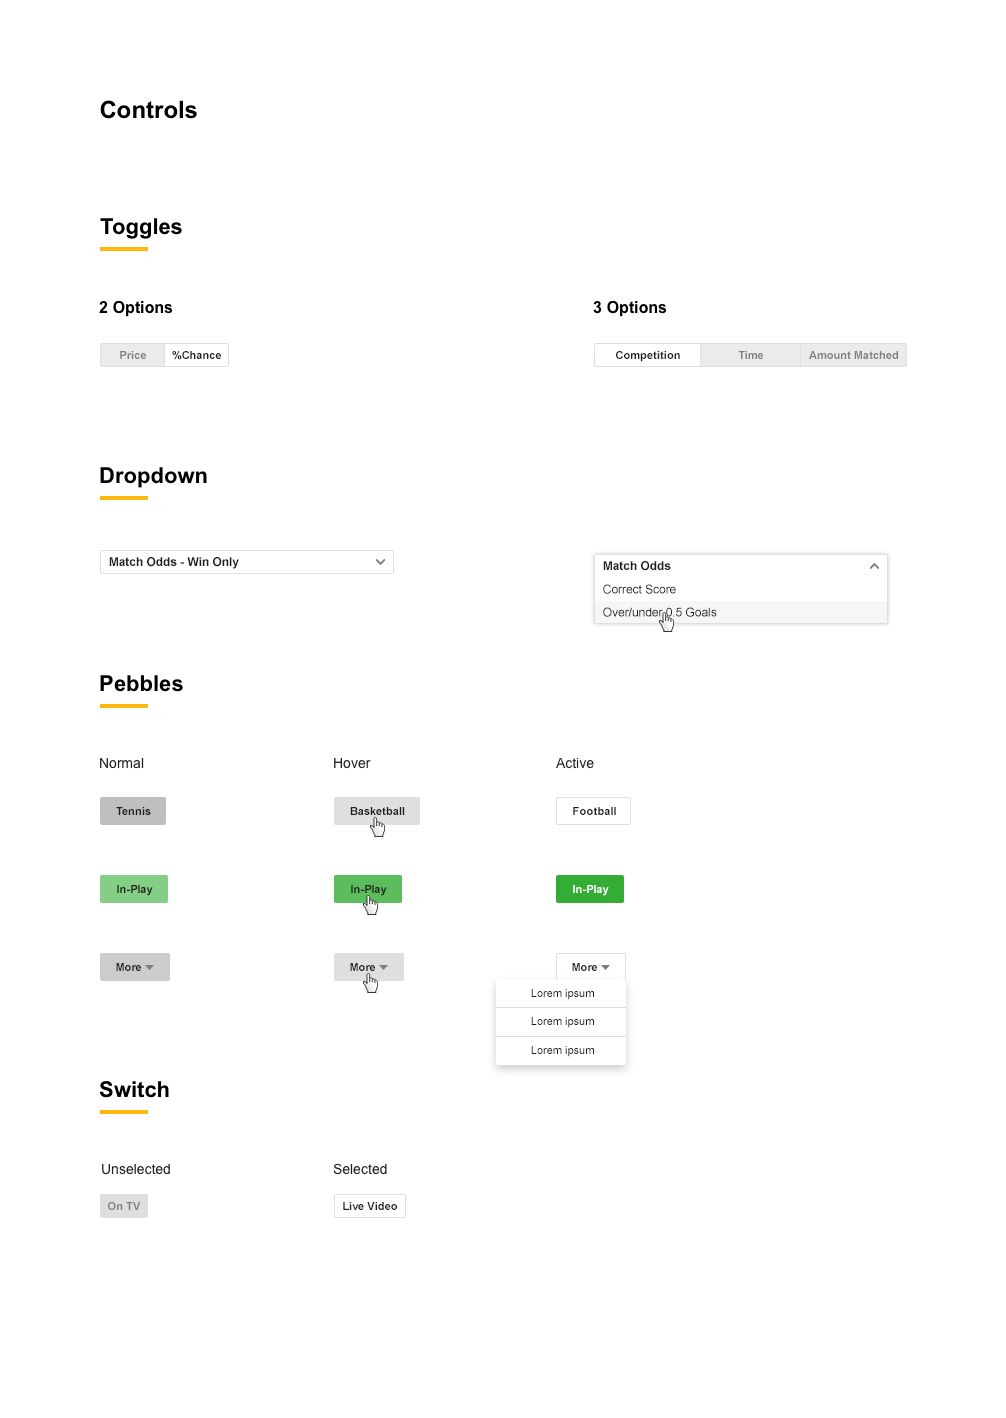 Controls
Toggles
2 Options
3 Options
Price %Chance
Competition Time Amount Matched
Dropdown
Match Odds - Win Only
Match Odds
Correct Score
Over/under 0.5 Goals
Pebbles
Normal Hover Active
Tennis Basketball Football
In-Play In-Play In-Play
More More More
Lorem ipsum
Lorem ipsum
Lorem ipsum
Switch
Unselected Selected
On TV Live Video